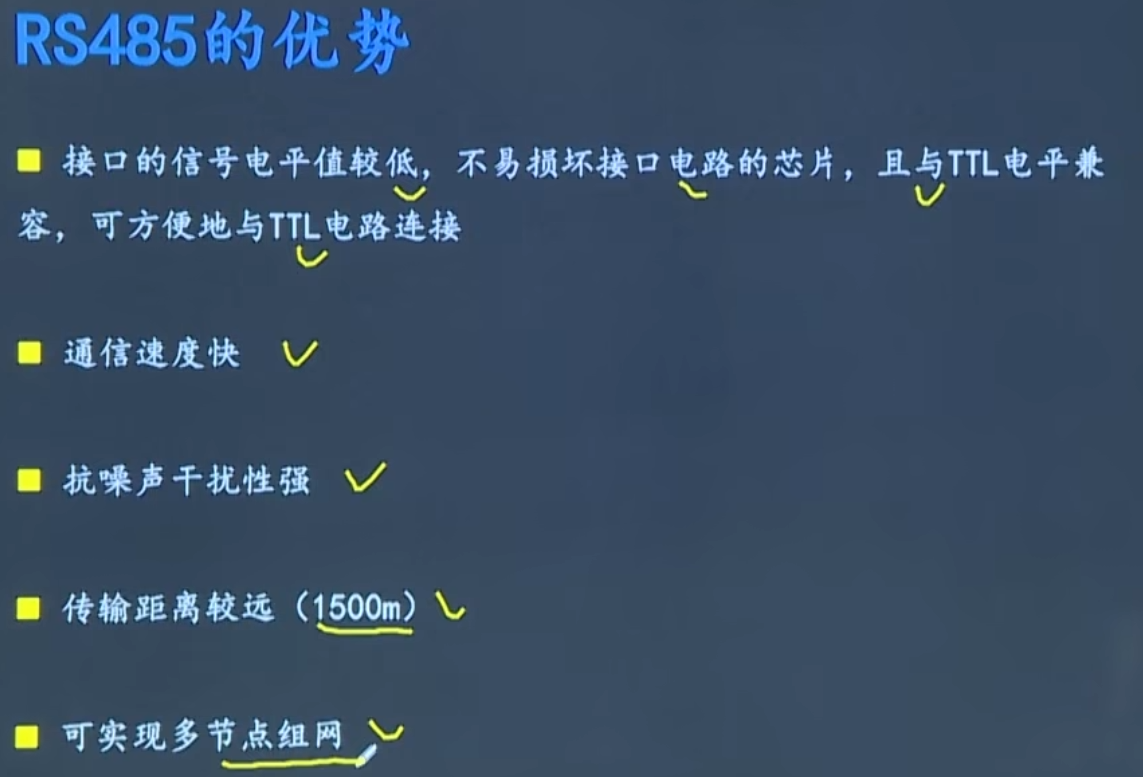 RS485的优势
接口的信号电平值较低，不易损坏接口电路的芯片，且与TTL电平兼
容，可方便地与TTL电路连接
通信速度快
抗噪声干扰性强
传输距离较远（1500m）
可实现多节点组网